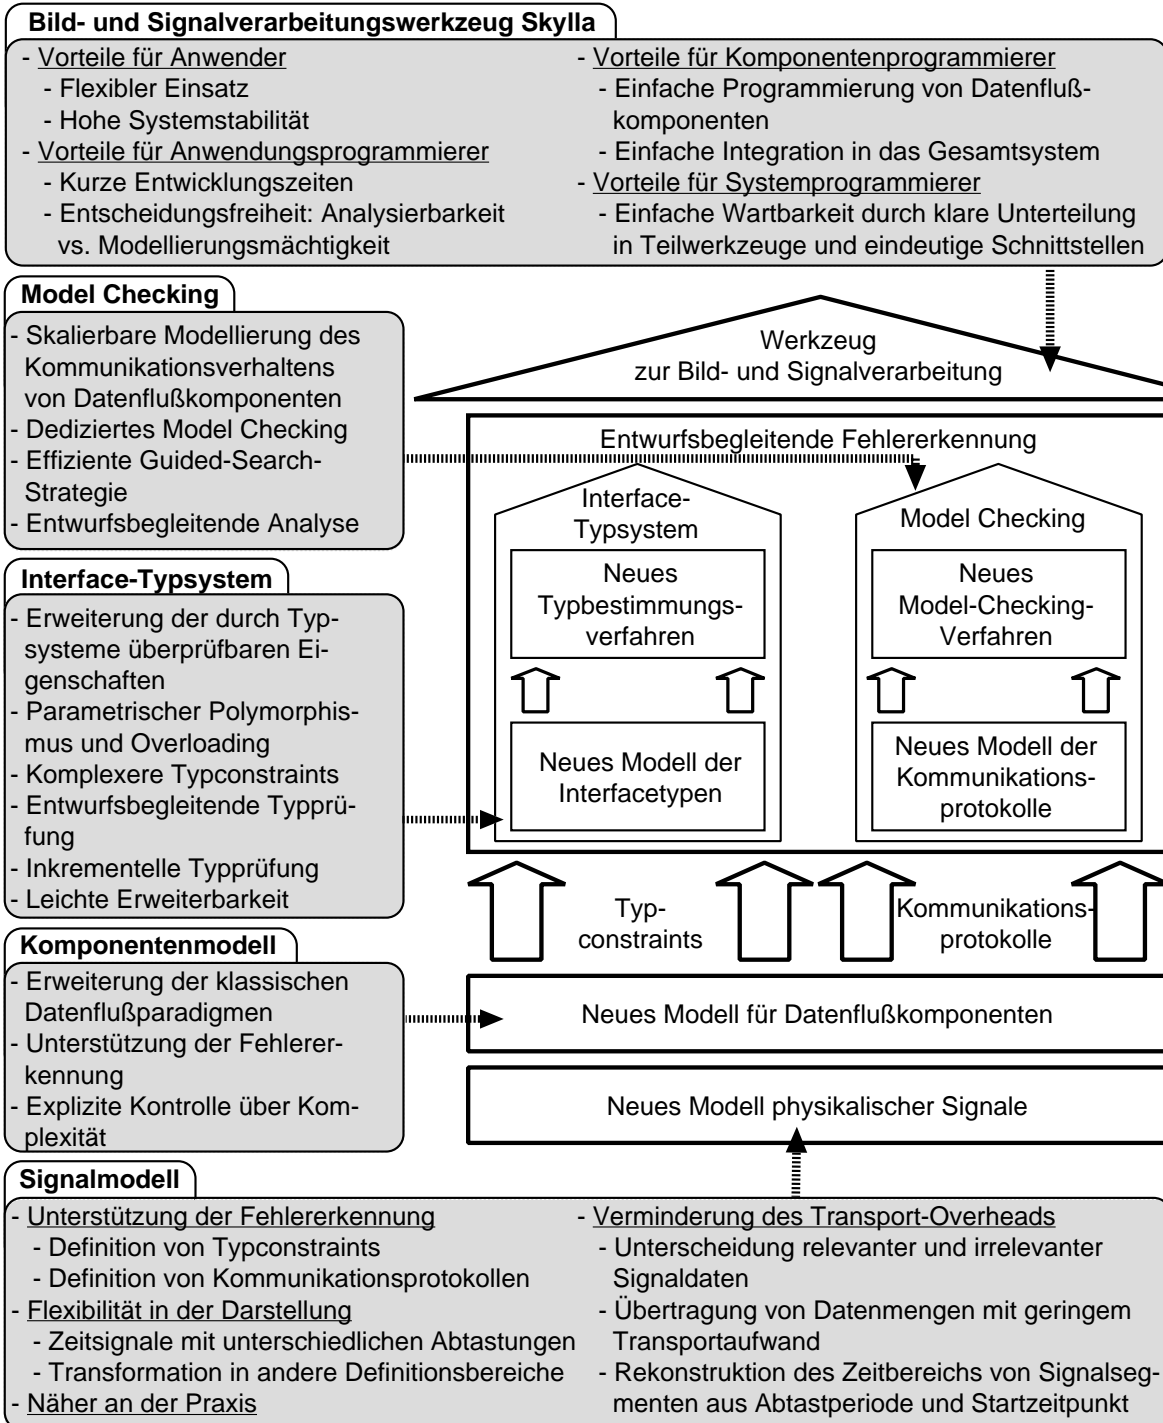 Bild- und Signalverarbeitungswerkzeug Skylla
- Vorteile für Anwender
- Flexibler Einsatz
- Hohe Systemstabilität
- Vorteile für Anwendungsprogrammierer
- Kurze Entwicklungszeiten
- Entscheidungsfreiheit: Analysierbarkeit
vs. Modellierungsmächtigkeit
- Vorteile für Komponentenprogrammierer
- Einfache Programmierung von Datenfluß-
komponenten
- Einfache Integration in das Gesamtsystem
- Vorteile für Systemprogrammierer
- Einfache Wartbarkeit durch klare Unterteilung
in Teilwerkzeuge und eindeutige Schnittstellen
Model Checking
- Skalierbare Modellierung des
Kommunikationsverhaltens
von Datenflußkomponenten
- Dediziertes Model Checking
- Effiziente Guided-Search-
Strategie
- Entwurfsbegleitende Analyse
Werkzeug
zur Bild- und Signalverarbeitung
Entwurfsbegleitende Fehlererkennung
Interface-
Typsystem
Neues
Typbestimmungs-
verfahren
Neues Modell der
Interfacetypen
Model Checking
Neues
Model-Checking-
Verfahren
Neues Modell der
Kommunikations-
protokolle
Interface-Typsystem
- Erweiterung der durch Typ-
systeme überprüfbaren Ei-
genschaften
- Parametrischer Polymorphis-
mus und Overloading
- Komplexere Typconstraints
- Entwurfsbegleitende Typprü-
fung
- Inkrementelle Typprüfung
- Leichte Erweiterbarkeit
Typ-
constraints
Kommunikations-
protokolle
Komponentenmodell
- Erweiterung der klassischen
Datenflußparadigmen
- Unterstützung der Fehlerer-
kennung
- Explizite Kontrolle über Kom-
plexität
Neues Modell für Datenflußkomponenten
Neues Modell physikalischer Signale
Signalmodell
- Unterstützung der Fehlererkennung
- Definition von Typconstraints
- Definition von Kommunikationsprotokollen
- Flexibilität in der Darstellung
- Zeitsignale mit unterschiedlichen Abtastungen
- Transformation in andere Definitionsbereiche
- Näher an der Praxis
- Verminderung des Transport-Overheads
- Unterscheidung relevanter und irrelevanter
Signaldaten
- Übertragung von Datenmengen mit geringem
Transportaufwand
- Rekonstruktion des Zeitbereichs von Signalseg-
menten aus Abtastperiode und Startzeitpunkt